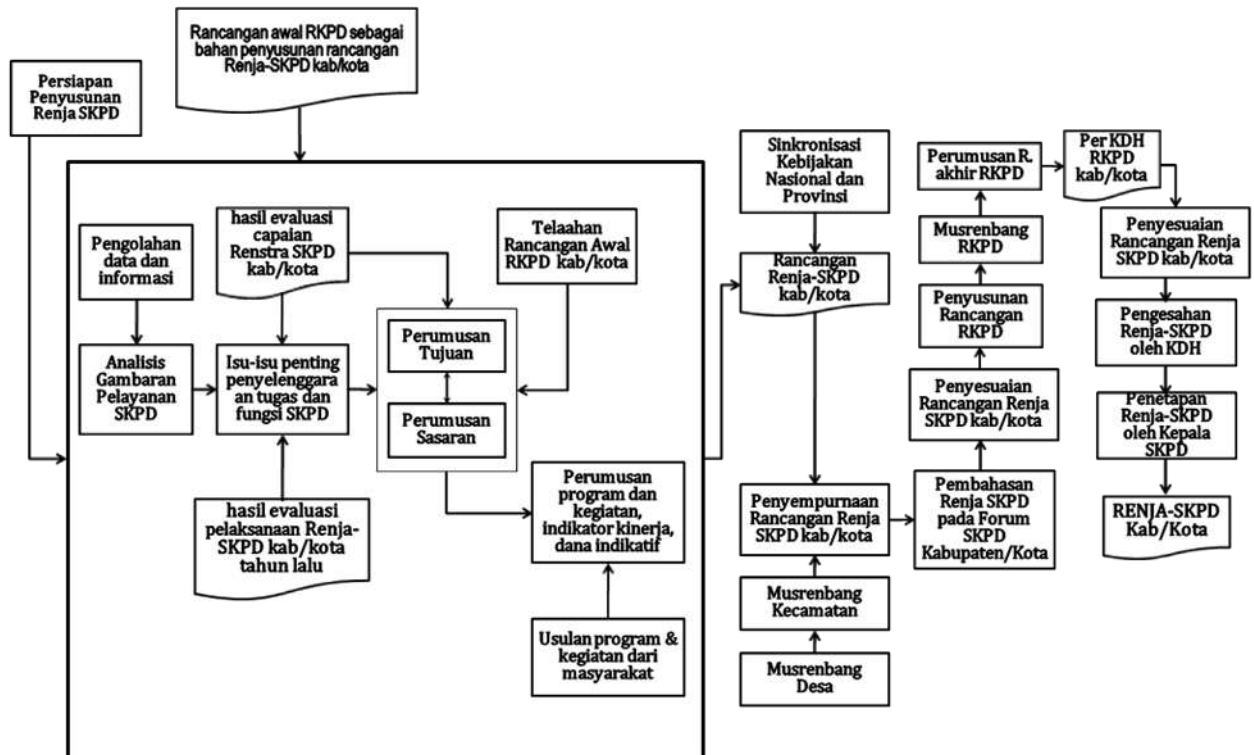 Rancangan awal RKPD sebagai
bahan penyusunan rancangan
Renja-SKPD kab/kota
Persiapan
Penyusunan
Renja SKPD
Pengolahan
data dan
informasi
hasil evaluasi
capaian
Renstra SKPD
kab/kota
Telaahan
Rancangan Awal
RKPD kab/kota
Analisis
Gambaran
Pelayanan
SKPD
Isu-isu penting
penyelenggara
an tugas dan
fungsi SKPD
Perumusan
Tujuan
Perumusan
Sasaran
hasil evaluasi
pelaksanaan Renja-
SKPD kab/kota
tahun lalu
Perumusan
program dan
kegiatan,
indikator kinerja,
dana indikatif
Usulan program &
kegiatan dari
masyarakat
Sinkronisasi
Kebijakan
Nasional dan
Provinsi
Rancangan
Renja-SKPD
kab/kota
Penyempurnaan
Rancangan Renja
SKPD kab/kota
Musrenbang
Kecamatan
Musrenbang
Desa
Perumusan R.
akhir RKPD
Musrenbang
RKPD
Penyusunan
Rancangan
RKPD
Penyesuaian
Rancangan Renja
SKPD kab/kota
Pembahasan
Renja SKPD
pada Forum
SKPD
Kabupaten/Kota
Per KDH
RKPD
kab/kota
Penyesuaian
Rancangan Renja
SKPD kab/kota
Pengesahan
Renja-SKPD
oleh KDH
Penetapan
Renja-SKPD
oleh Kepala
SKPD
RENJA-SKPD
Kab/Kota